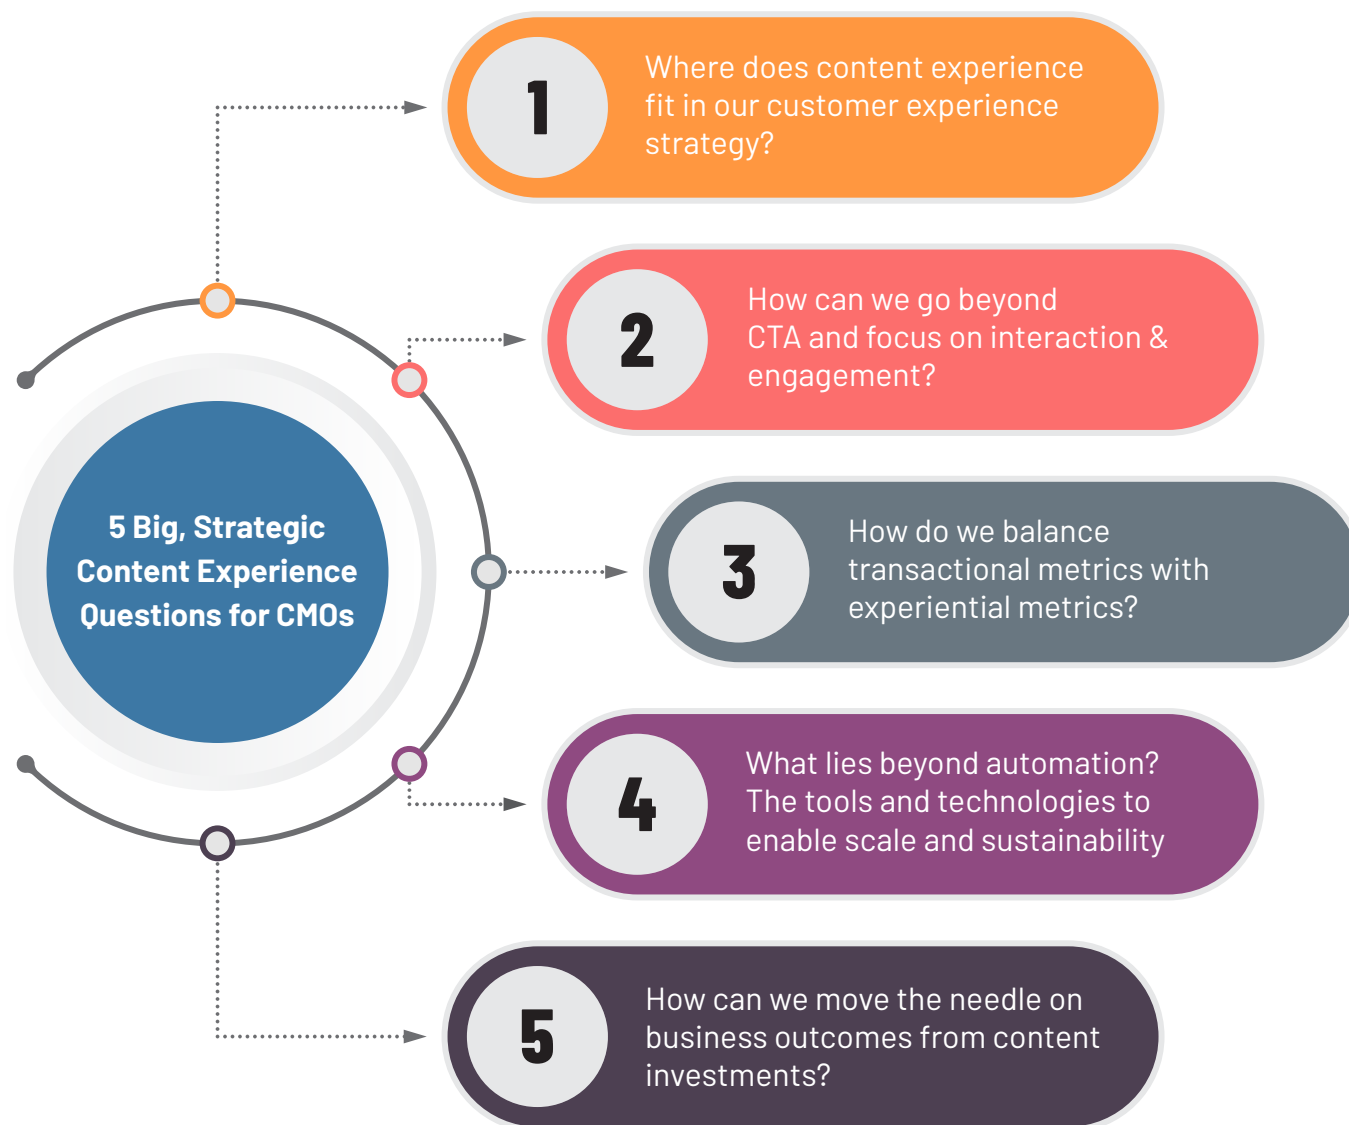 5 Big, Strategic
Content Experience
Questions for CMOs
1
Where does content experience
fit in our customer experience
strategy?
2
How can we go beyond
CTA and focus on interaction &
engagement?
3
How do we balance
transactional metrics with
experiential metrics?
4
What lies beyond automation?
The tools and technologies to
enable scale and sustainability
5
How can we move the needle on
business outcomes from content
investments?